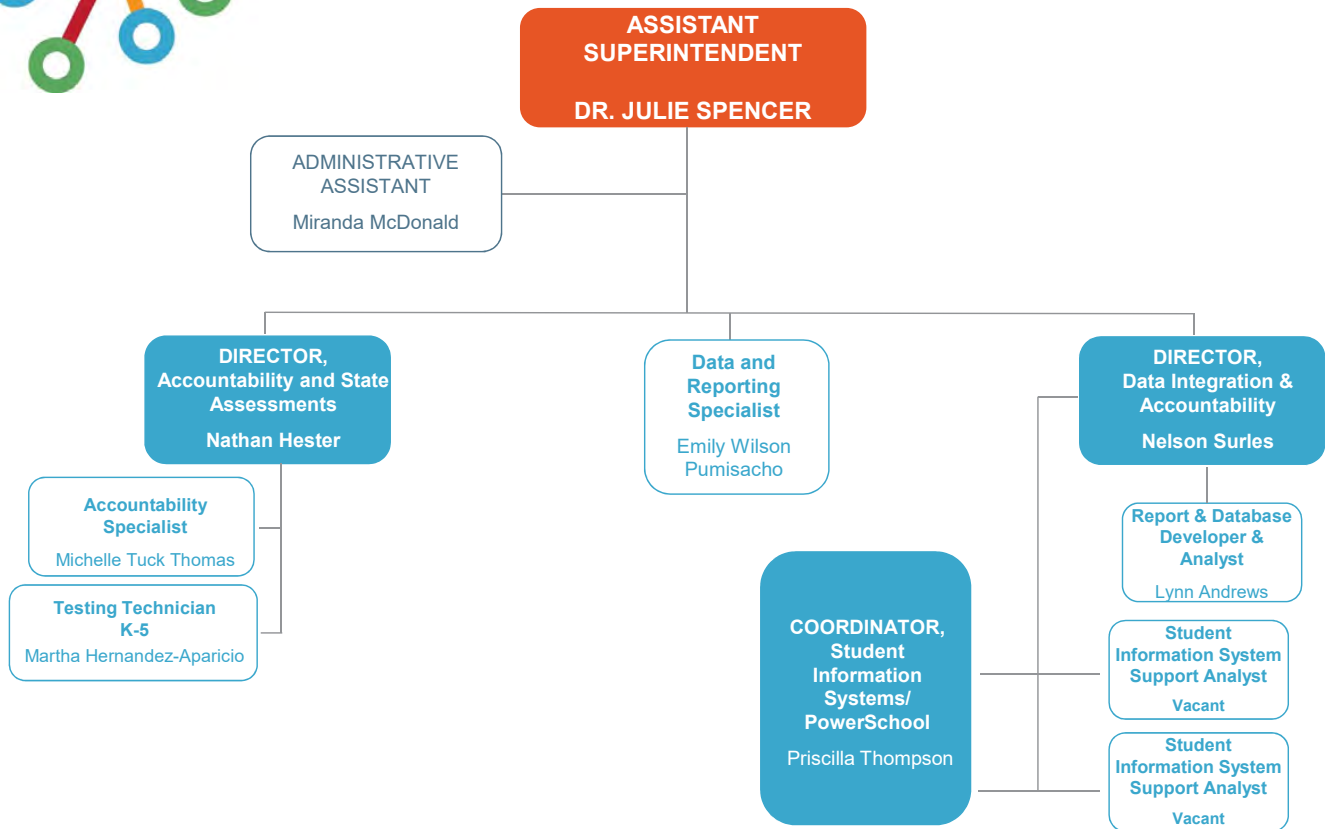 ASSISTANT
SUPERINTENDENT
DR. JULIE SPENCER
ADMINISTRATIVE
ASSISTANT
Miranda McDonald
DIRECTOR,
Accountability and State
Assessments
Nathan Hester
Accountability
Specialist
Michelle Tuck Thomas
Testing Technician
K-5
Martha Hernandez-Aparicio
Data and
Reporting
Specialist
Emily Wilson
Pumisacho
DIRECTOR,
Data Integration &
Accountability
Nelson Surles
Report & Database
Developer &
Analyst
Lynn Andrews
COORDINATOR,
Student
Information
Systems/
PowerSchool
Priscilla Thompson
Student
Information System
Support Analyst
Vacant
Student
Information System
Support Analyst
Vacant